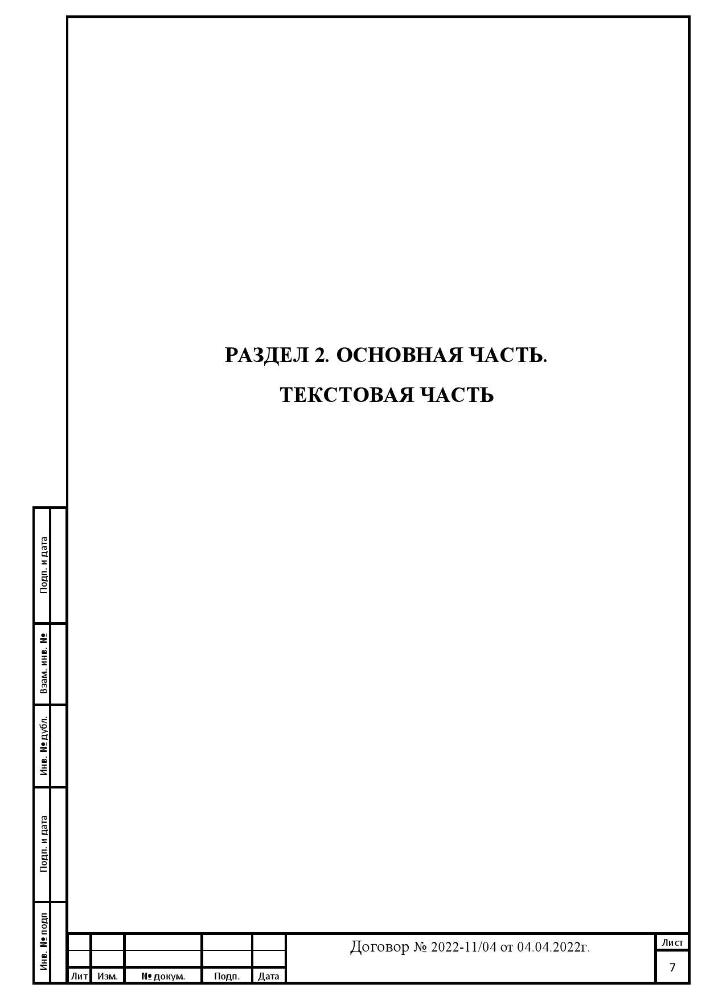 РАЗДЕЛ 2. ОСНОВНАЯ ЧАСТЬ.
ТЕКСТОВАЯ ЧАСТЬ
Подп. и дата
Взам. инв. №
Инв. № дубл.
Подп. и дата
Инв. № подп
Договор № 2022-11/04 от 04.04.2022г.
Лист
7
Лит Изм. № докум. Подп. Дата